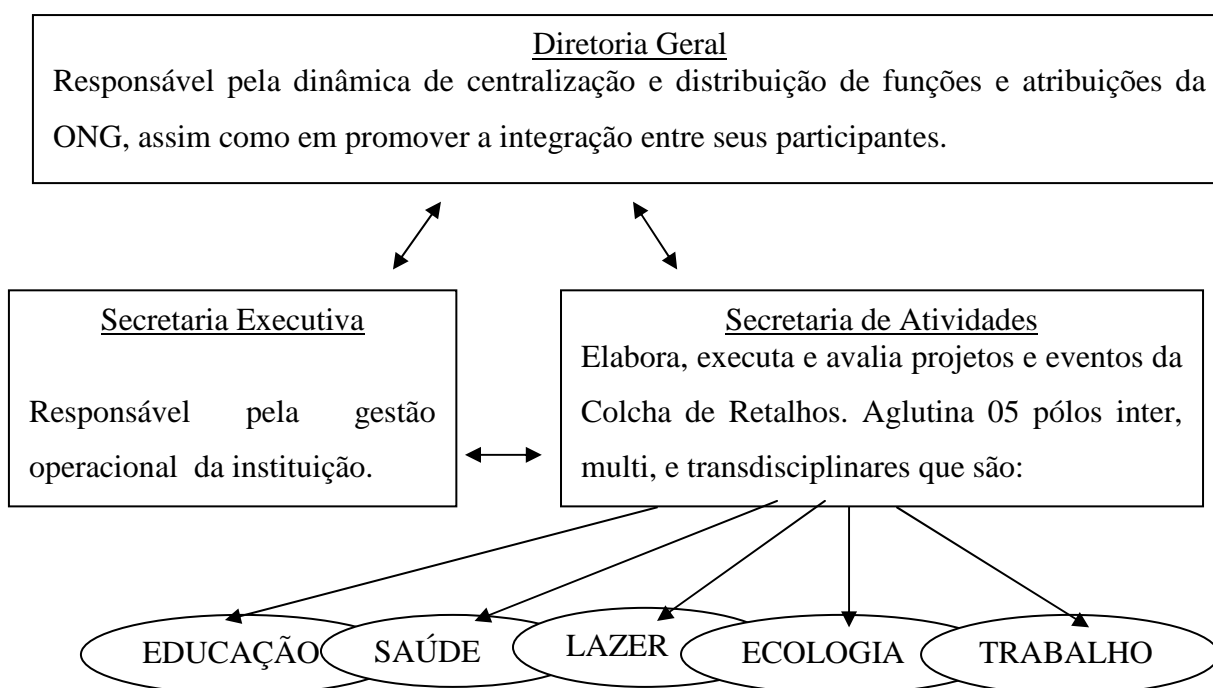 Diretoria Geral
Responsável pela dinâmica de centralização e distribuição de funções e atribuições da
ONG, assim como em promover a integração entre seus participantes.
Secretaria Executiva
Responsável pela gestão
operacional da instituição.
Secretaria de Atividades
Elabora, executa e avalia projetos e eventos da
Colcha de Retalhos. Aglutina 05 pólos inter,
multi, e transdisciplinares que são:
EDUCAÇÃO
SAÚDE
LAZER
ECOLOGIA
TRABALHO